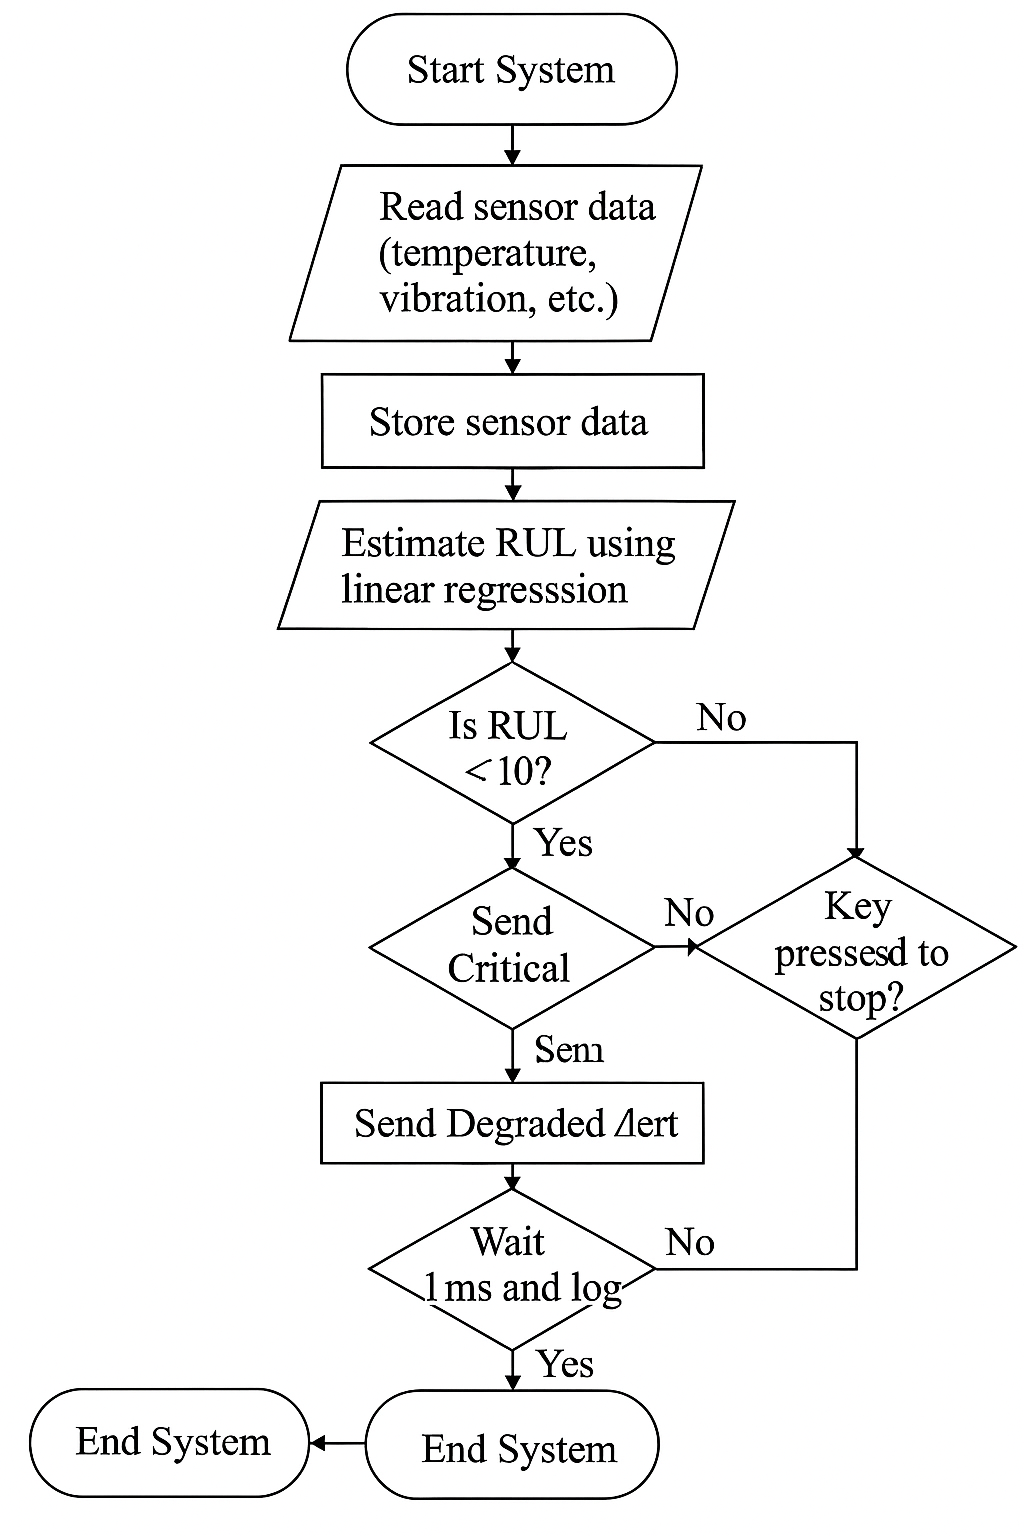 Start System
Read sensor data
(temperature,
vibration, etc.)
Store sensor data
Estimate RUL using
linear regresssion
Is RUL
< 10?
No
Yes
Send
Critical
No
Key
pressesd to
stop?
Sem
Send Degraded Alert
Wait
1 ms and log
No
Yes
End System
End System